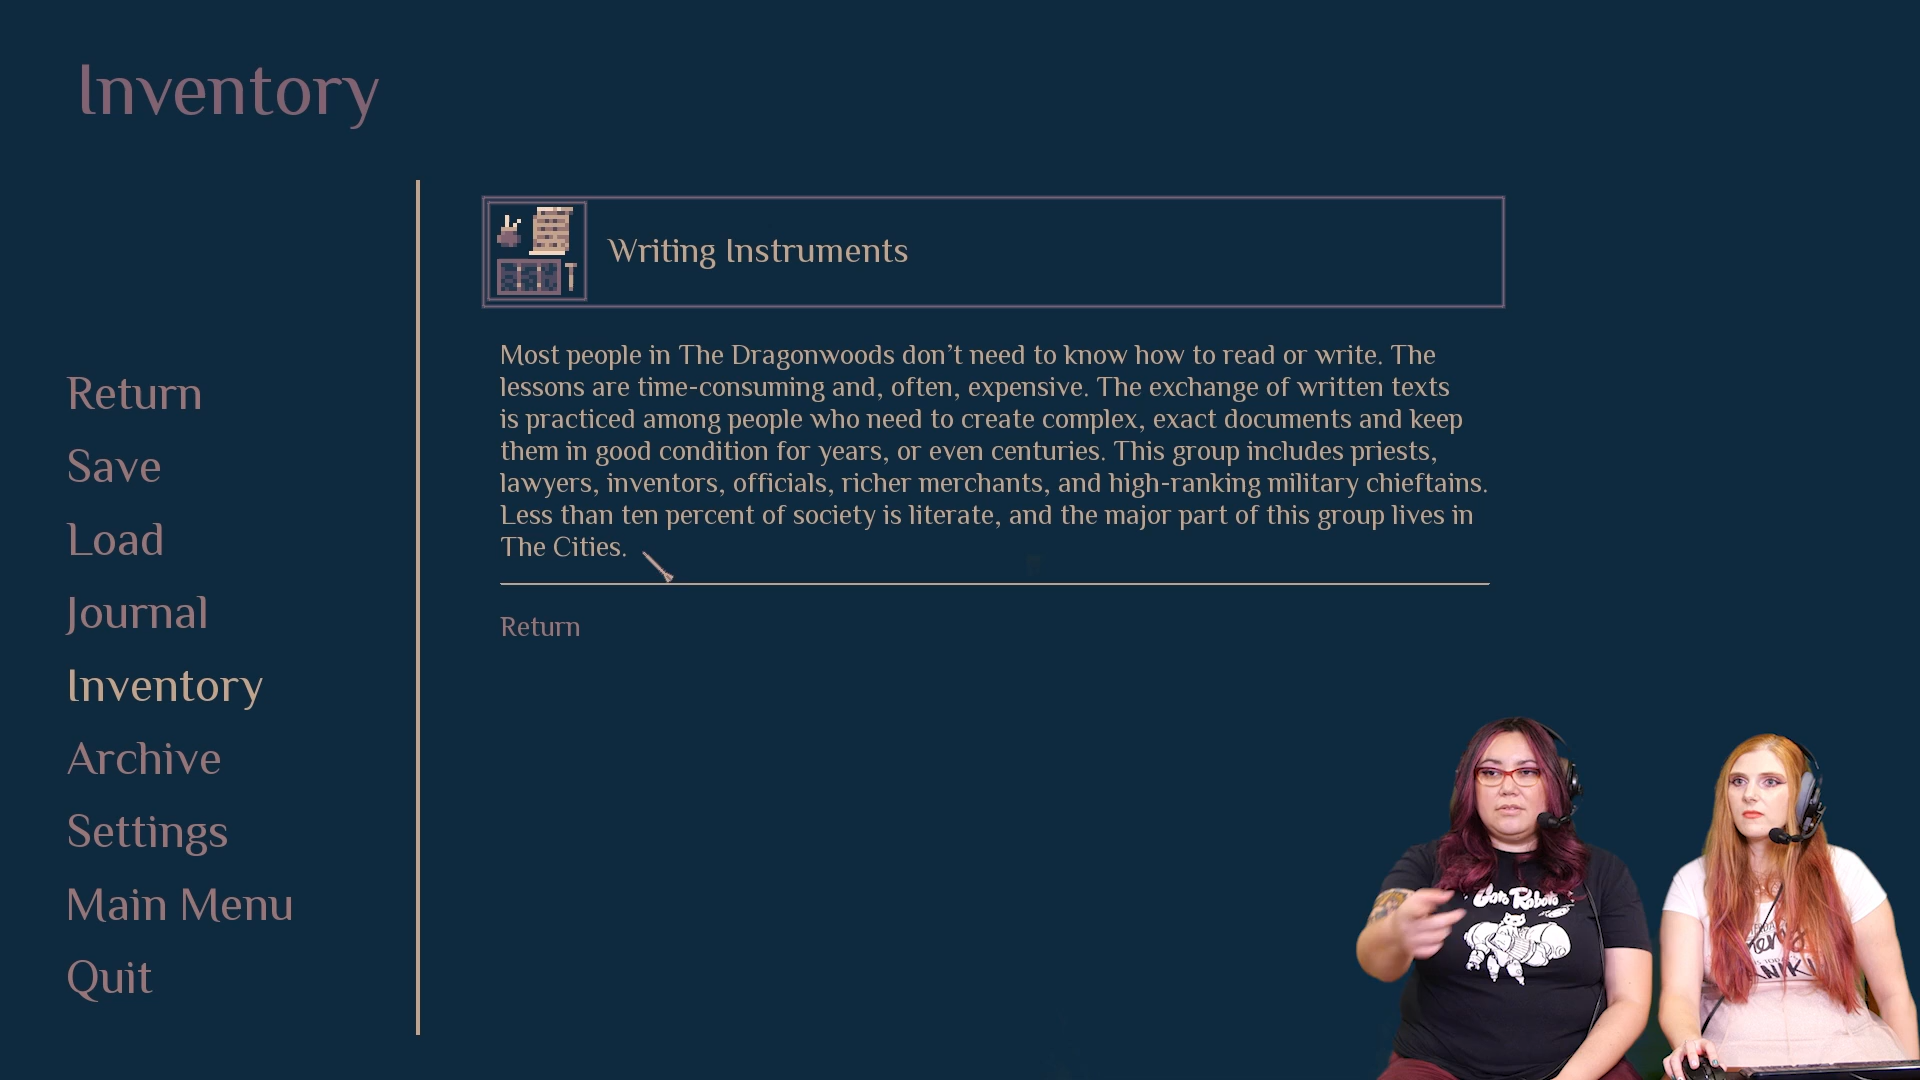 Inventory
Writing Instruments
Most people in The Dragonwoods don't need to know how to read or write. The
lessons are time-consuming and, often, expensive. The exchange of written texts
is practiced among people who need to create complex, exact documents and keep
them in good condition for years, or even centuries. This group includes priests,
lawyers, inventors, officials, richer merchants, and high-ranking military chieftains.
Less than ten percent of society is literate, and the major part of this group lives in
The Cities.
Return
Return
Save
Load
Journal
Inventory
Archive
Settings
Main Menu
Quit
Gato Roboto